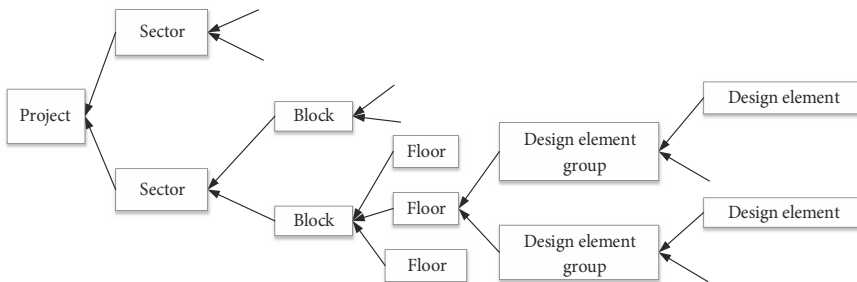 Sector
Design element
Project
Block
Design element
group
Floor
Sector
Floor
Block
Design element
Design element
group
Floor